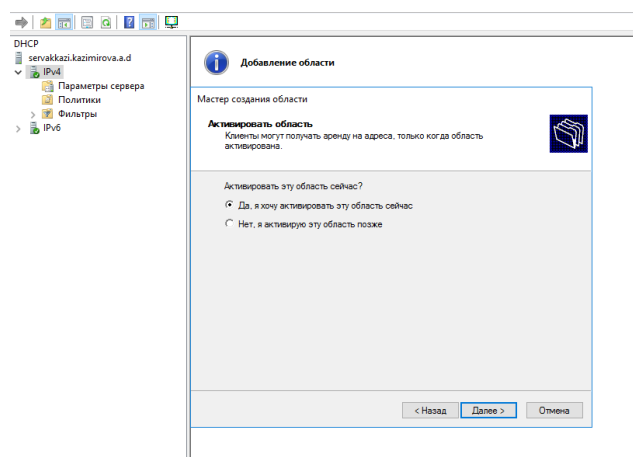 DHCP
servakkazi.kazimirova.a.d
IPv4
Параметры сервера
Политики
Фильтры
IPv6
Добавление области
Мастер создания области
Активировать область
Клиенты могут получать аренду на адреса, только когда область
активирована.
Активировать эту область сейчас?
Да, я хочу активировать эту область сейчас
Нет, я активирую эту область позже
< Назад
Далее >
Отмена